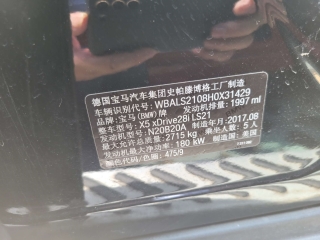 德国宝马汽车集团史帕滕博格工厂制造
车辆识别代号: WBALS2108H0X31429
品牌: 宝马 (BMW) 牌 发动机排量: 1997 ml
整车型号: X5 xDrive28i LS21
发动机型号: N20B20A 制造年月: 2017.08
最大允许总质量: 2715 kg 乘坐人数: 5 人
发动机最大净功率: 180 kW 制造国: 美国
车身颜色代码/色圈: 475/9